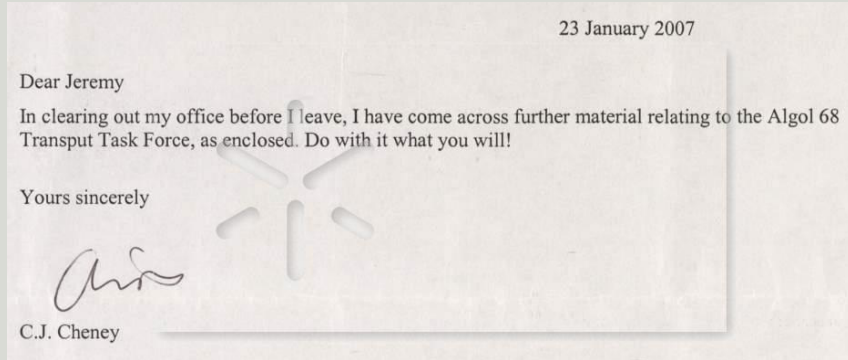 23 January 2007
Dear Jeremy
In clearing out my office before I leave, I have come across further material relating to the Algol 68
Transput Task Force, as enclosed. Do with it what you will!
Yours sincerely
Chris
C.J. Cheney